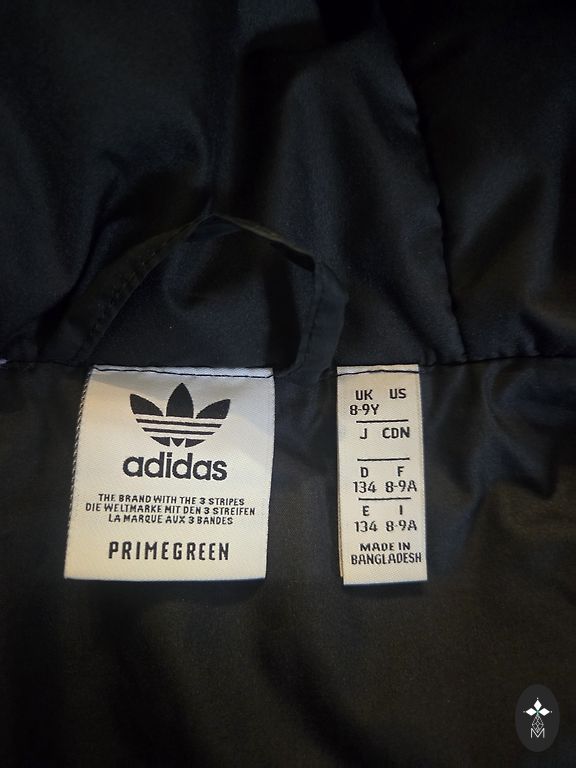 adidas
THE BRAND WITH THE 3 STRIPES
DIE WELTMARKE MIT DEN 3 STREIFEN
LA MARQUE AUX 3 BANDES
PRIMEGREEN
UK US
8-9Y
J CDN
D F
134 8-9A
E I
134 8-9A
MADE IN
BANGLADESH
M